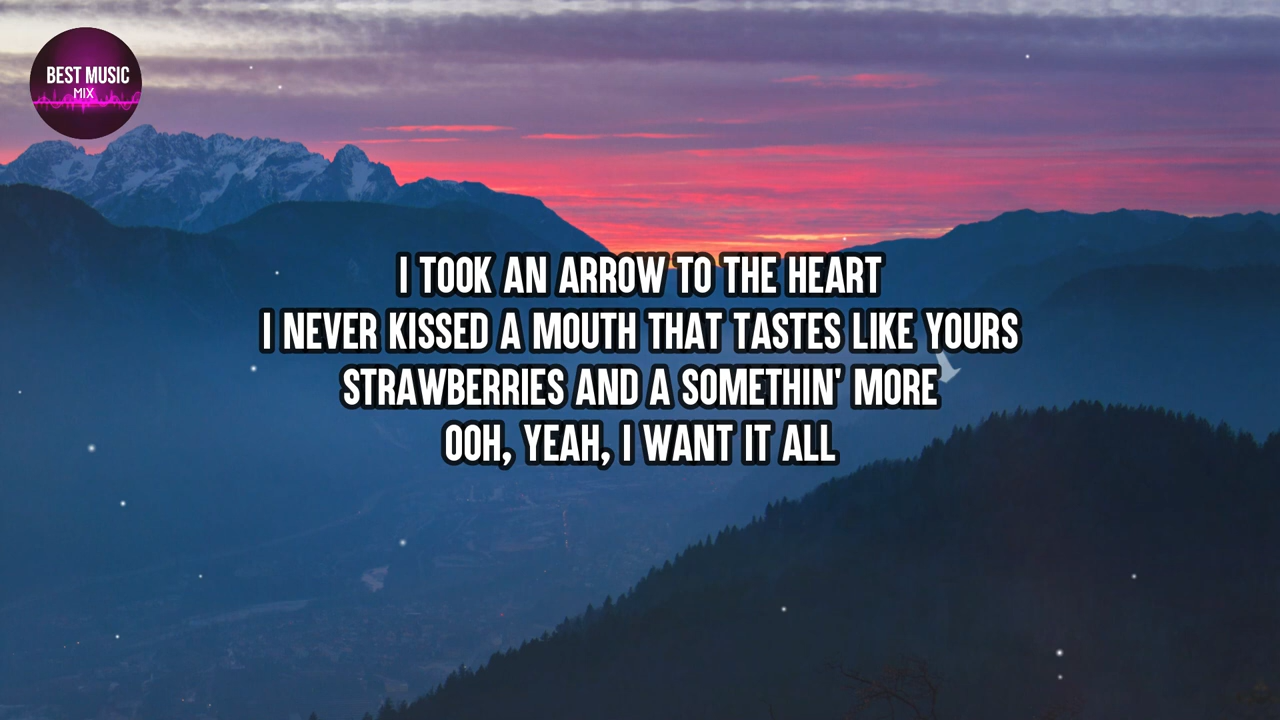 BEST MUSIC
MIX
I TOOK AN ARROW TO THE HEART
I NEVER KISSED A MOUTH THAT TASTES LIKE YOURS
STRAWBERRIES AND A SOMETHIN' MORE
OOH, YEAH, I WANT IT ALL